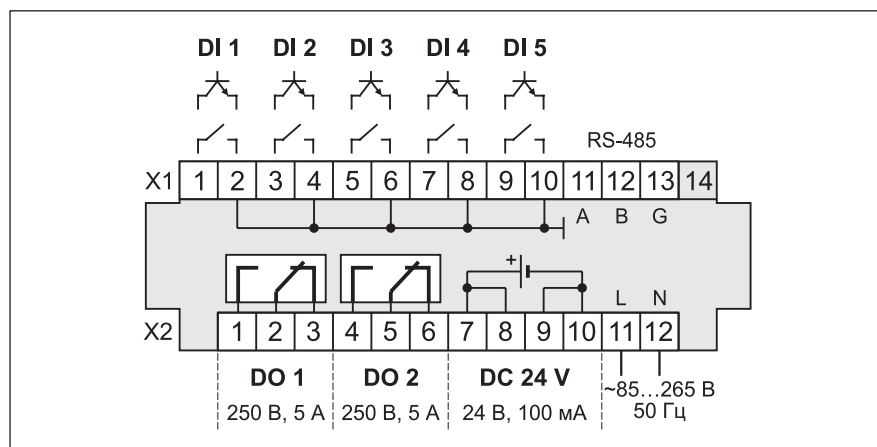 DI 1 DI 2 DI 3 DI 4 DI 5
RS-485
X1 1 2 3 4 5 6 7 8 9 10 11 12 13 14
A B G
+
L N
X2 1 2 3 4 5 6 7 8 9 10 11 12
DO 1 DO 2 DC 24 V ~85...265 В
250 В, 5 А 250 В, 5 А 24 В, 100 мА 50 Гц